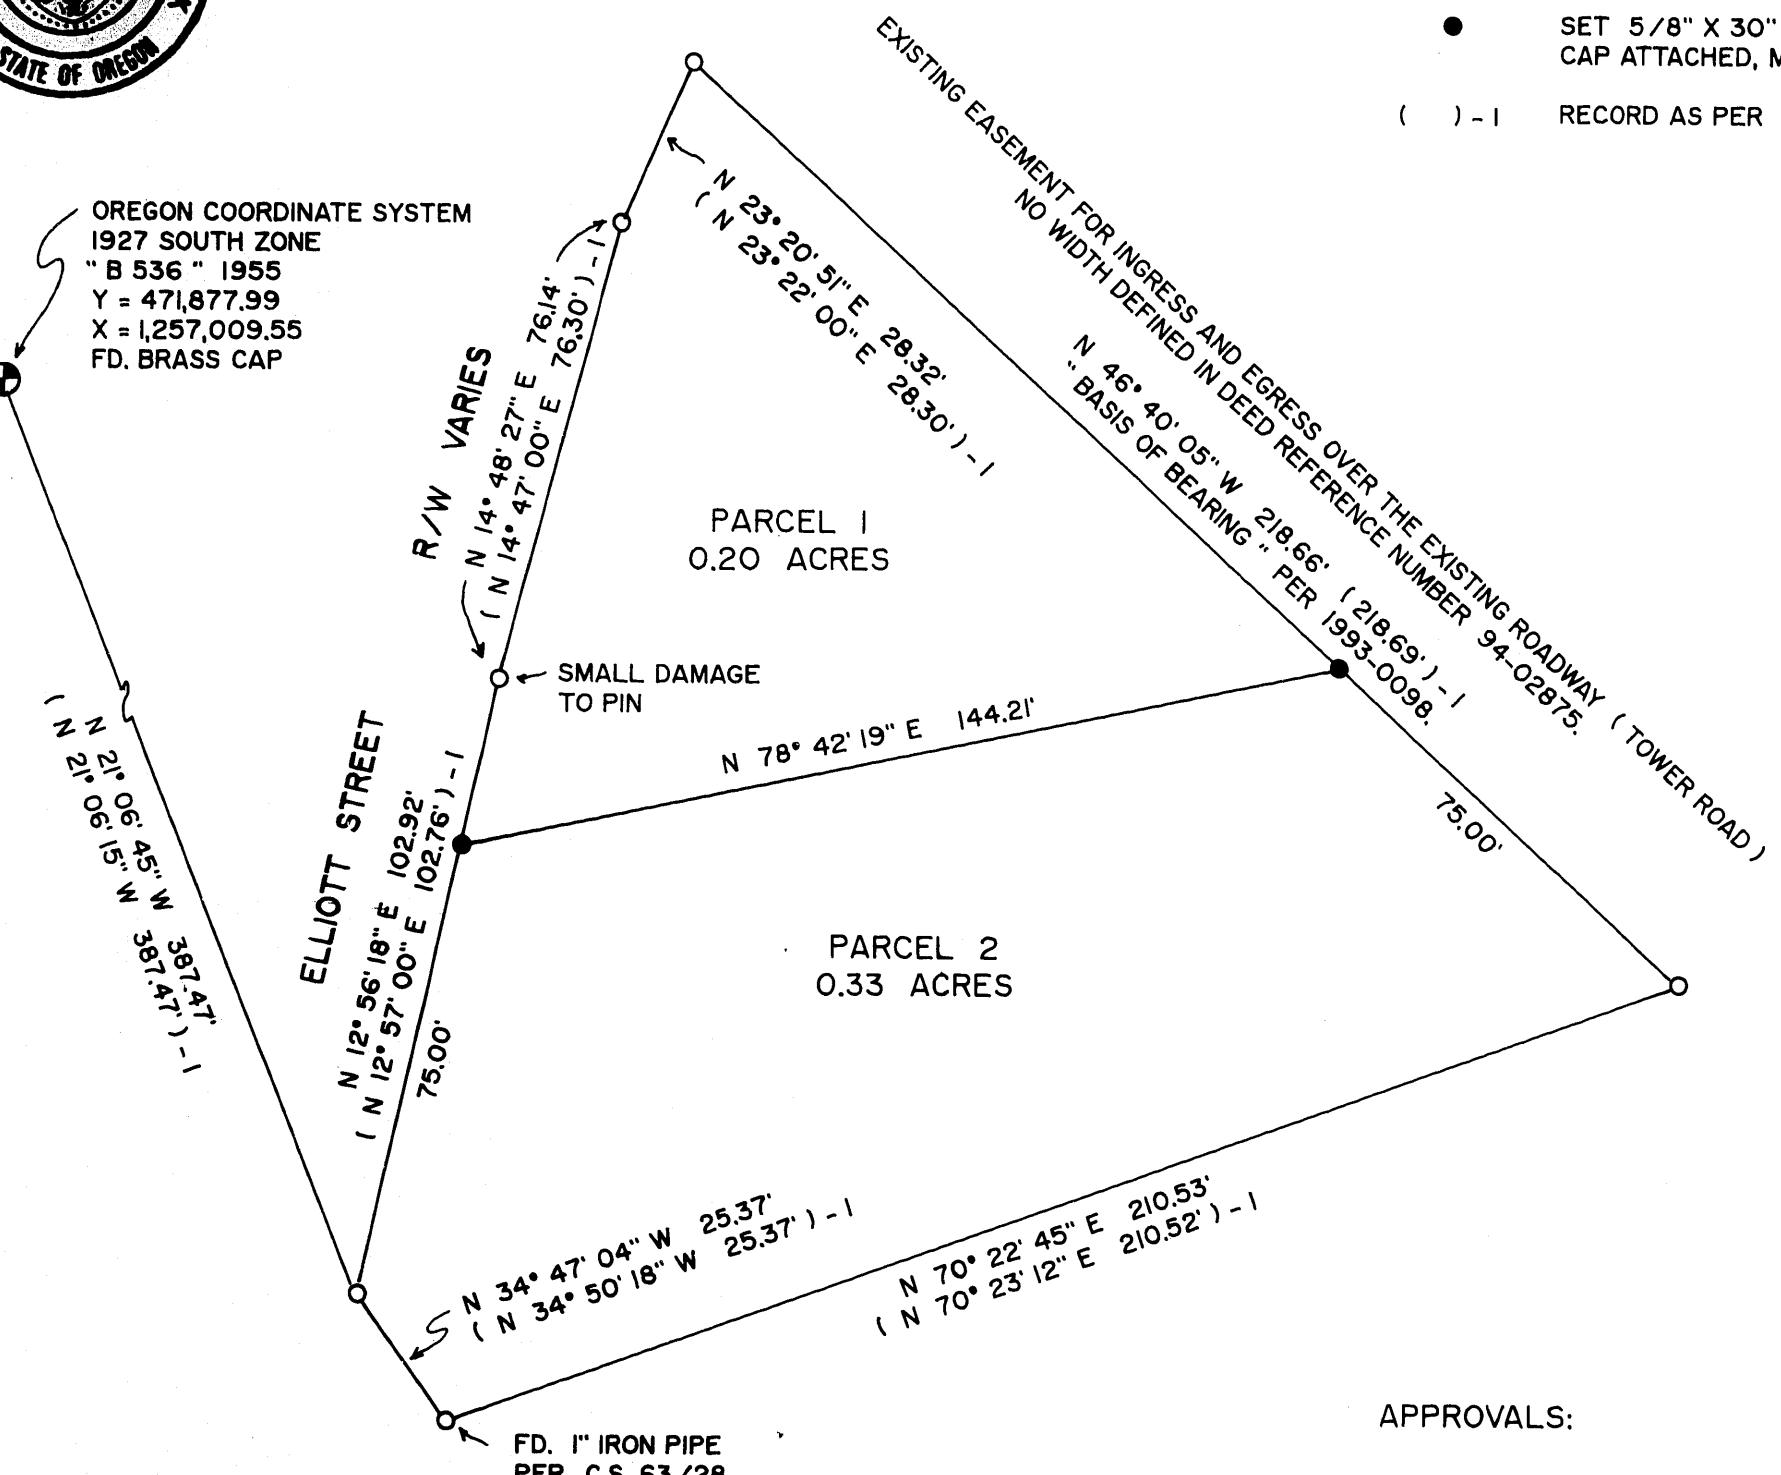 STATE OF OREGON
SET 5/8" X 30"
CAP ATTACHED, M
( ) - 1 RECORD AS PER
OREGON COORDINATE SYSTEM
1927 SOUTH ZONE
" B 536 " 1955
Y = 471,877.99
X = 1,257,009.55
FD. BRASS CAP
EXISTING EASEMENT FOR INGRESS AND EGRESS OVER THE EXISTING ROADWAY ( TOWER ROAD )
NO WIDTH DEFINED IN DEED REFERENCE NUMBER 94-02875.
N 46° 40' 05" W 218.66' ( 218.69' ) - 1
" BASIS OF BEARING " PER 1993-0098.
N 23° 20' 51" E 28.32'
( N 23° 22' 00" E 28.30' ) - 1
R/W VARIES
N 14° 48' 27" E 76.14'
( N 14° 47' 00" E 76.30' ) - 1
PARCEL 1
0.20 ACRES
SMALL DAMAGE
TO PIN
N 78° 42' 19" E 144.21'
75.00'
N 21° 06' 45" W 387.47'
( N 21° 06' 15" W 387.47' ) - 1
ELLIOTT STREET
N 12° 56' 18" E 102.92'
( N 12° 57' 00" E 102.76' ) - 1
75.00'
PARCEL 2
0.33 ACRES
N 34° 47' 04" W 25.37'
( N 34° 50' 18" W 25.37' ) - 1
N 70° 22' 45" E 210.53'
( N 70° 23' 12" E 210.52' ) - 1
APPROVALS:
FD. 1" IRON PIPE
PER C.S. 63/28